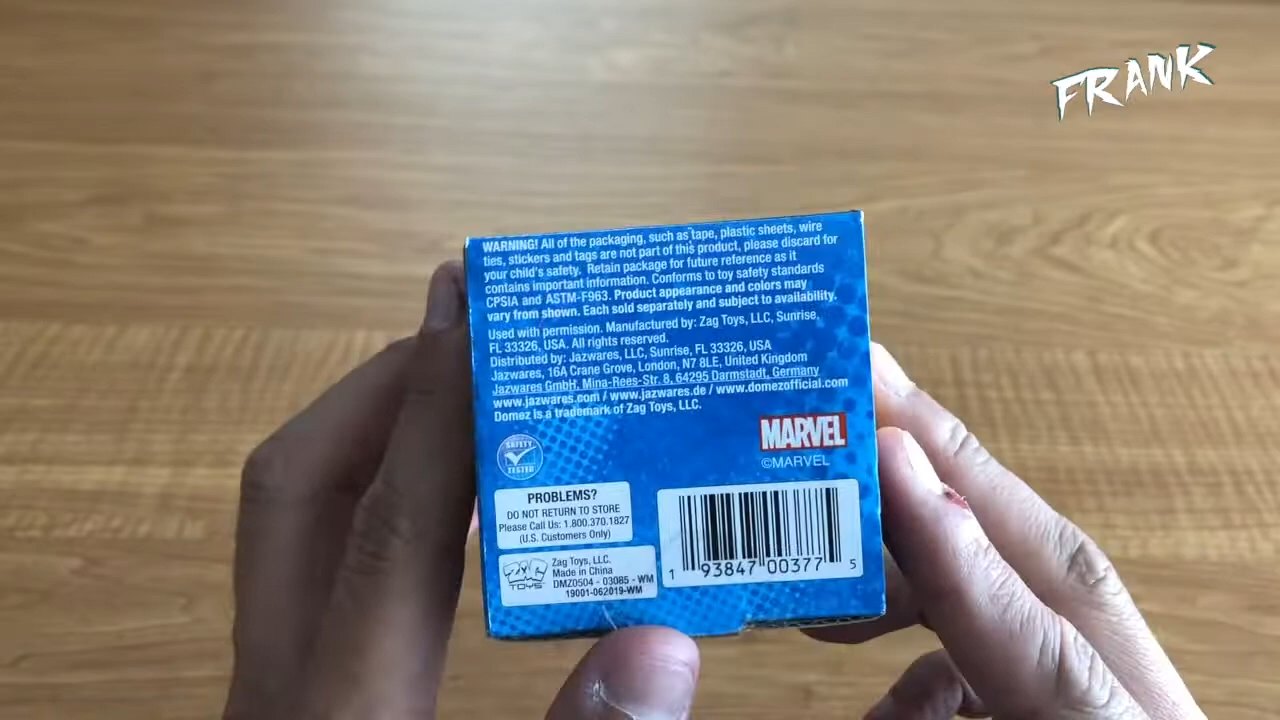 FRANK
WARNING! All of the packaging, such as tape, plastic sheets, wire
ties, stickers and tags are not part of this product, please discard for
your child's safety. Retain package for future reference as it
contains important information. Conforms to toy safety standards
CPSIA and ASTM-F963. Product appearance and colors may
vary from shown. Each sold separately and subject to availability.
Used with permission. Manufactured by: Zag Toys, LLC, Sunrise,
FL 33326, USA. All rights reserved.
Distributed by: Jazwares, LLC, Sunrise, FL 33326, USA
Jazwares, 16A Crane Grove, London, N7 8LE, United Kingdom
Jazwares GmbH, Mina-Rees-Str. 8, 64295 Darmstadt, Germany
www.jazwares.com / www.jazwares.de / www.domezofficial.com
Domez is a trademark of Zag Toys, LLC.
MARVEL
©MARVEL
SAFETY
TESTED
PROBLEMS?
DO NOT RETURN TO STORE
Please Call Us: 1.800.370.1827
(U.S. Customers Only)
ZAG
TOYS
Zag Toys, LLC.
Made in China
DMZ0504 - 03085 - WM
19001-062019-WM
1 93847 00377 5